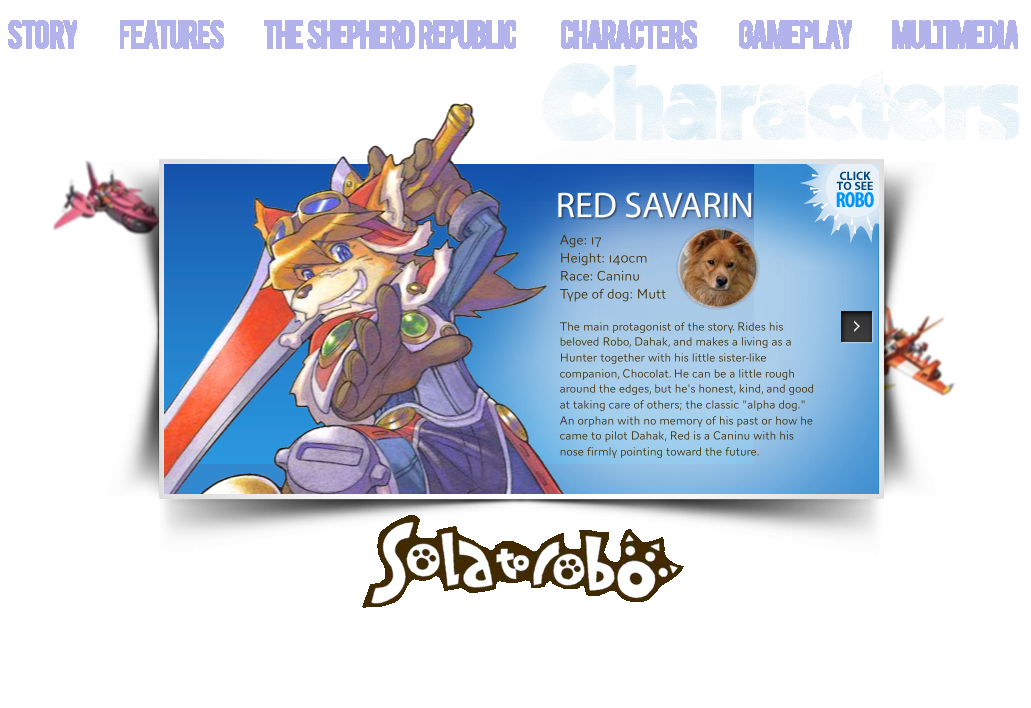 STORY FEATURES THE SHEPHERD REPUBLIC CHARACTERS GAMEPLAY MULTIMEDIA
Characters
CLICK
TO SEE
ROBO
RED SAVARIN
Age: 17
Height: 140cm
Race: Caninu
Type of dog: Mutt
The main protagonist of the story. Rides his
beloved Robo, Dahak, and makes a living as a
Hunter together with his little sister-like
companion, Chocolat. He can be a little rough
around the edges, but he's honest, kind, and good
at taking care of others; the classic "alpha dog."
An orphan with no memory of his past or how he
came to pilot Dahak, Red is a Caninu with his
nose firmly pointing toward the future.
Solatorobo